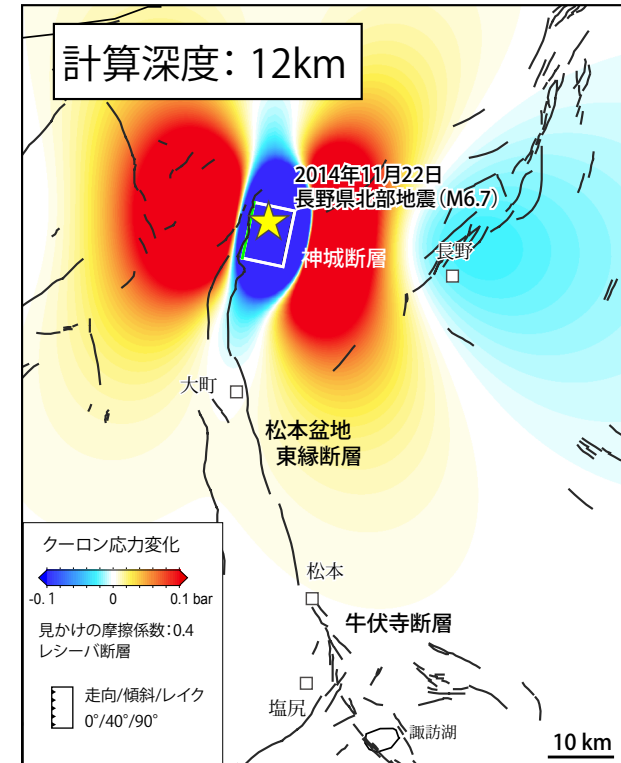 計算深度：12km
2014年11月22日
長野県北部地震（M6.7）
神城断層
長野
大町
松本盆地
東縁断層
クーロン応力変化
-0.1 0 0.1 bar
見かけの摩擦係数：0.4
レシーバ断層
走向/傾斜/レイク
0°/40°/90°
松本
牛伏寺断層
塩尻
諏訪湖
10 km